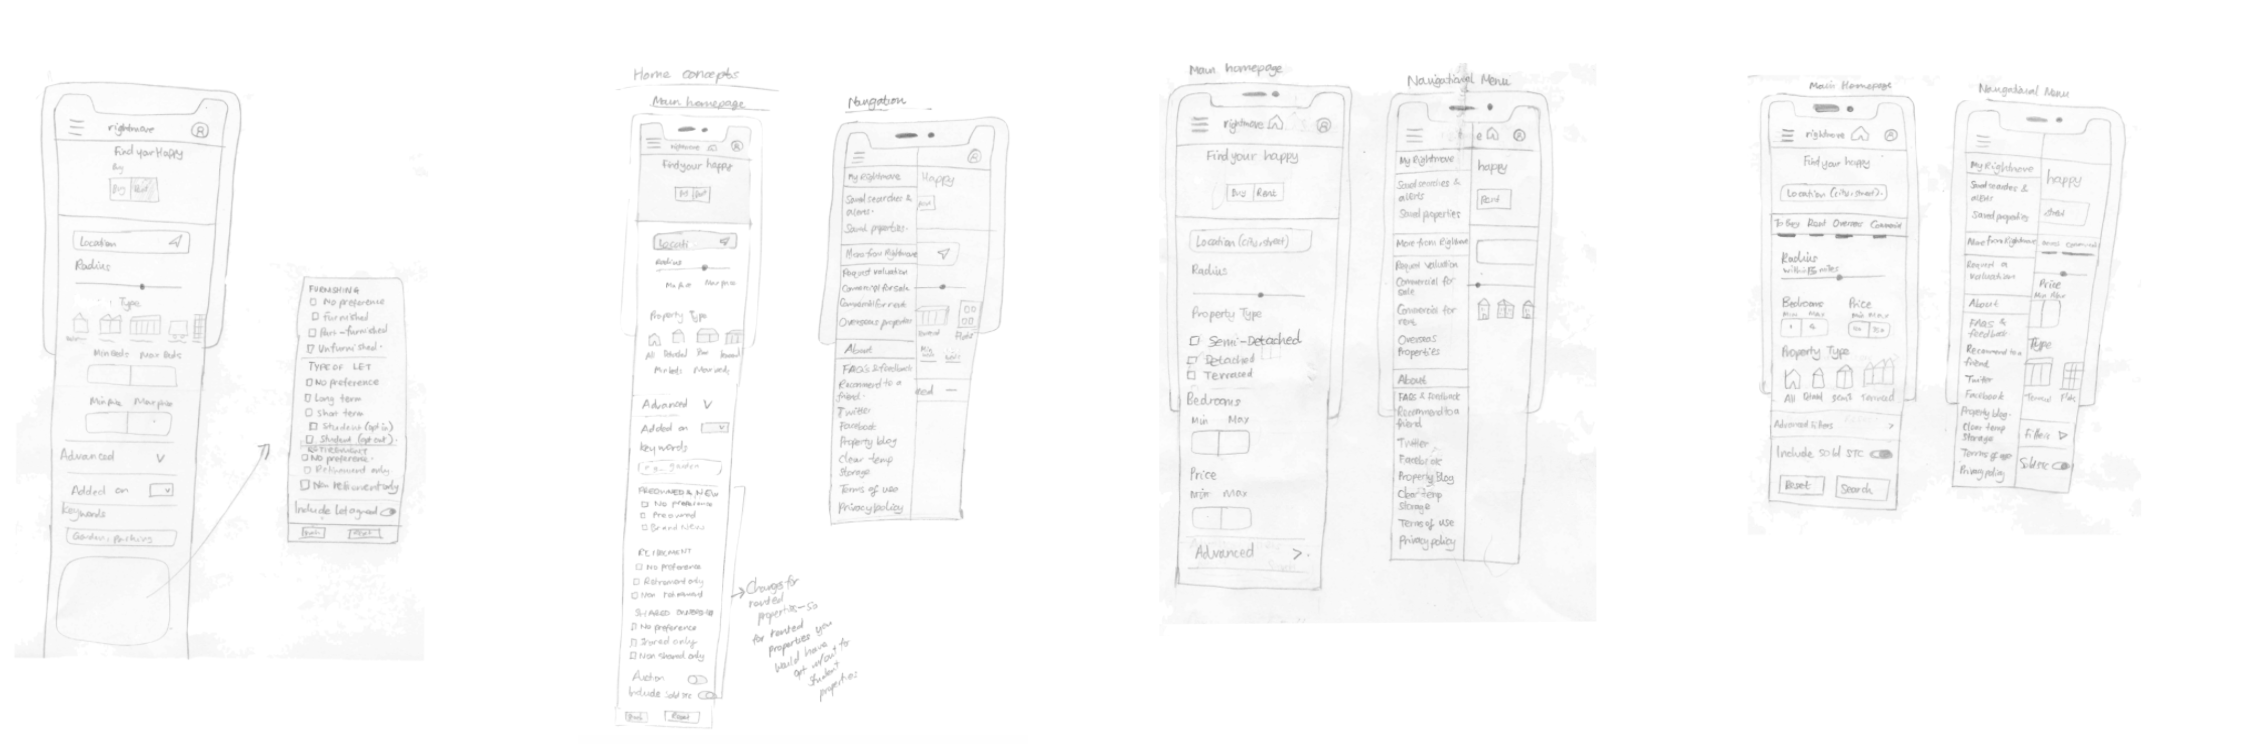 rightmove
Find your Happy
Buy
Buy Rent
Location
Radius
Type
Min Beds Max Beds
Min price Max price
Advanced
Added on
Keywords
Garden, parking
FURNISHING
No preference
furnished
Part-furnished
Unfurnished
TYPE OF LET
No preference
Long term
Short term
Student (opt in)
Student (opt out)
RETIREMENT
No preference
Retirement only
Non retirement only
Include Let agreed
Home concepts
Main homepage
rightmove
Find your happy
Radius
Min price Max price
Property Type
All Detached
Min beds Max beds
Advanced
Added on
key words
e.g. garden
PREOWNED & NEW
No preference
Preowned
Brand New
RETIREMENT
No preference
Retirement only
Non retirement
SHARED OWNERSHIP
No preference
Shared only
Non shared only
Auction
Include Sold STC
Reset
Changes for
rented
properties - so
for rented
properties you
would have
opt in/out for
student
properties
Navigation
My Rightmove
Happy
Saved searches &
alerts
Saved properties
More from Rightmove
Request valuation
Commercial for sale
Commercial for rent
Overseas properties
About
FAQs & feedback
Recommend to a
friend
Twitter
Facebook
Property blog
Clear temp
Storage
Terms of use
Privacy policy
Main homepage
rightmove
Find your happy
Buy Rent
Location (city, street)
Radius
Property Type
Semi-Detached
Detached
Terraced
Bedrooms
Min Max
Price
Min Max
Advanced
Navigational Menu
e
My Rightmove
happy
Saved searches &
alerts
Saved properties
Rent
More from Rightmove
Request Valuation
Commercial for
sale
Commercial for
rent
Overseas
Properties
About
FAQs & feedback
Recommend to a
friend
Twitter
Facebook
Property Blog
Clear temp
Storage
Terms of use
Privacy policy
Main Homepage
rightmove
Find your happy
Location (city, street)
To Buy Rent Overseas Commercial
Radius
within 15 miles
Bedrooms Price
Min Max Min Max
Property Type
All Detached Semi Terraced
Advanced Filters
Include Sold STC
Reset Search
Navigational Menu
My Rightmove
happy
Saved searches &
alerts
Saved properties
street
More from Rightmove
Request a
valuation
Price
Min Max
About
FAQs &
feedback
Type
Recommend to a
friend
Twitter
Facebook
Property blog
Clear temp
Storage
Filters
Terms of use
Sold STC
Privacy policy